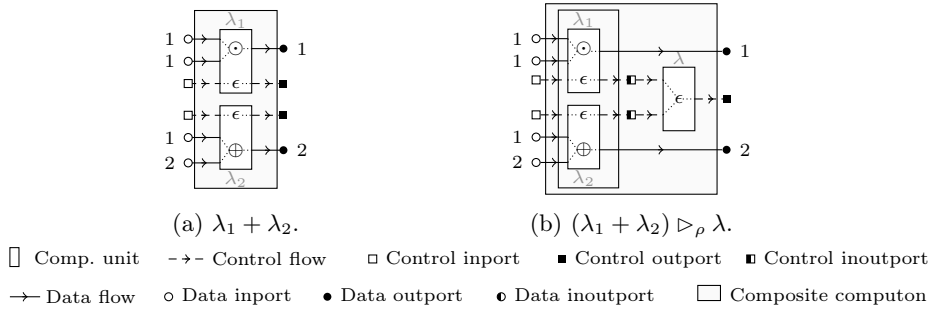 λ1
1
1
1
ϵ
ϵ
1
2
2
λ2
(a) λ1 + λ2.
λ1
1
1
1
λ
ϵ
ϵ
ϵ
1
2
2
λ2
(b) (λ1 + λ2) ▷ρ λ.
Comp. unit Control flow Control inport Control outport Control inoutport
Data flow Data inport Data outport Data inoutport Composite computon